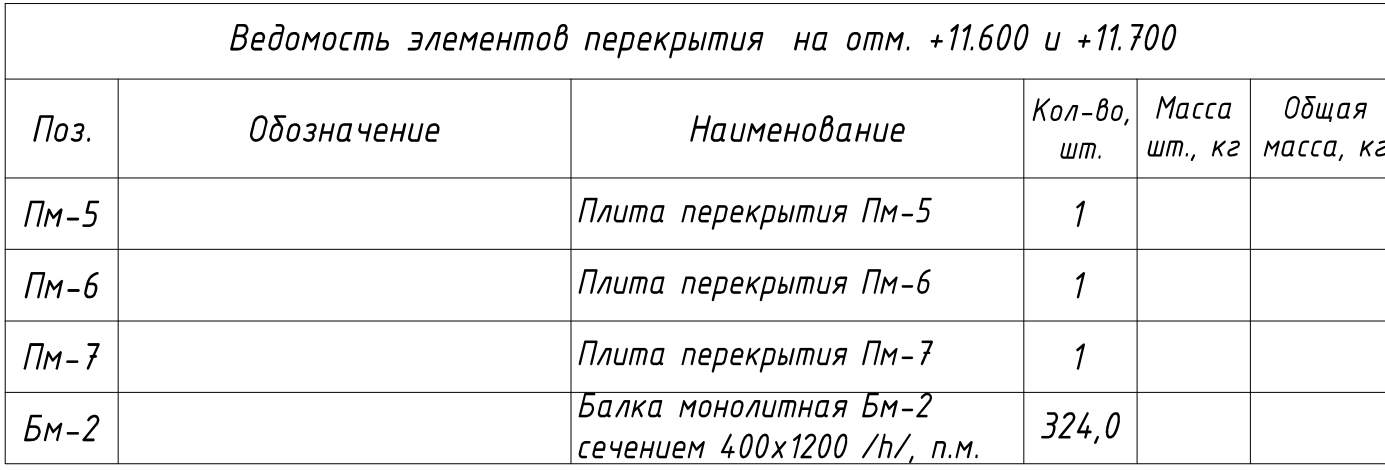 Ведомость элементов перекрытия на отм. +11.600 и +11.700
Поз. Обозначение Наименование Кол-во, шт. Масса шт., кг Общая масса, кг
Пм-5 Плита перекрытия Пм-5 1
Пм-6 Плита перекрытия Пм-6 1
Пм-7 Плита перекрытия Пм-7 1
Бм-2 Балка монолитная Бм-2 324,0
сечением 400х1200 /h/, п.м.